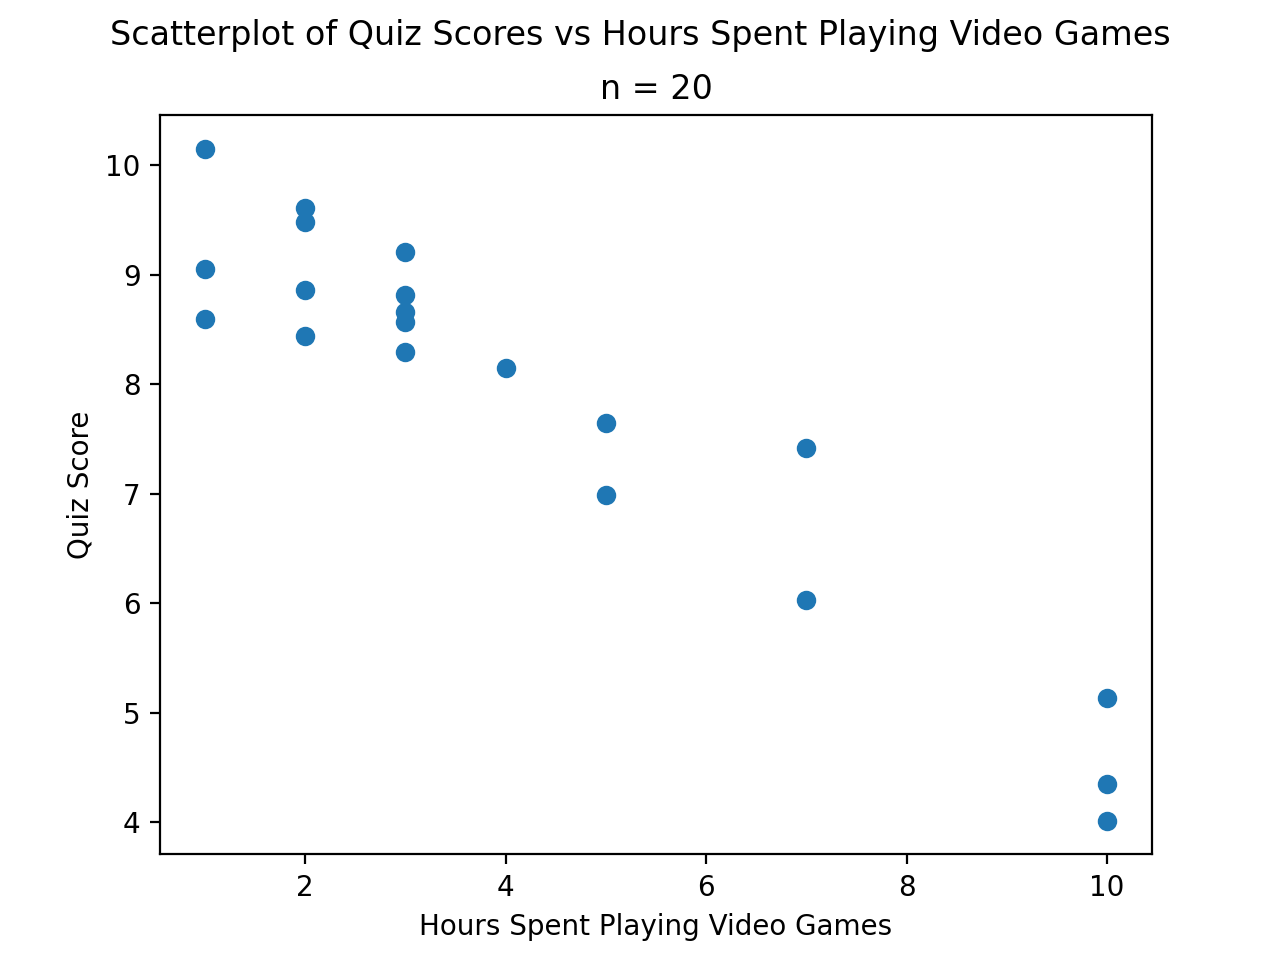 Scatterplot of Quiz Scores vs Hours Spent Playing Video Games
n = 20
10
9
8
7
6
5
4
Quiz Score
2 4 6 8 10
Hours Spent Playing Video Games